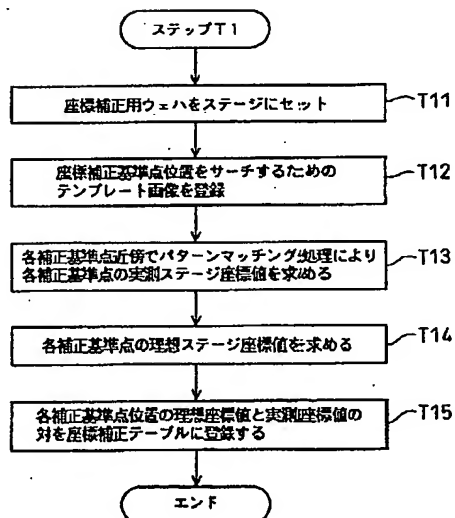 ステップT1
座標補正用ウェハをステージにセット
T11
座標補正基準点位置をサーチするための
テンプレート画像を登録
T12
各補正基準点近傍でパターンマッチング処理により
各補正基準点の実測ステージ座標値を求める
T13
各補正基準点の理想ステージ座標値を求める
T14
各補正基準点位置の理想座標値と実測座標値の
対を座標補正テーブルに登録する
T15
エンド